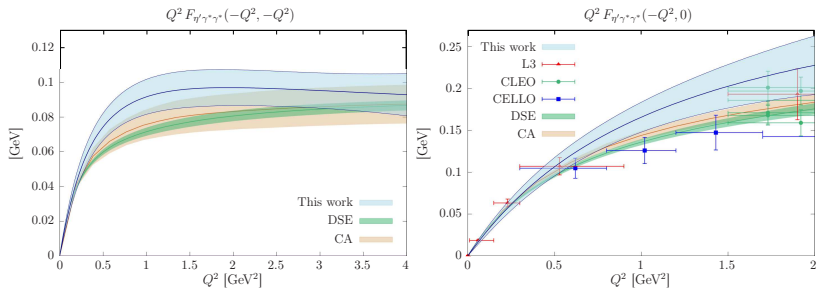 Q² F_{η′γ*γ*}(−Q², −Q²)
[GeV]
0.12
0.1
0.08
0.06
0.04
0.02
0
0 0.5 1 1.5 2 2.5 3 3.5 4
Q² [GeV²]
This work
DSE
CA
Q² F_{η′γ*γ*}(−Q², 0)
[GeV]
0.25
0.2
0.15
0.1
0.05
0
0 0.5 1 1.5 2
Q² [GeV²]
This work
L3
CLEO
CELLO
DSE
CA